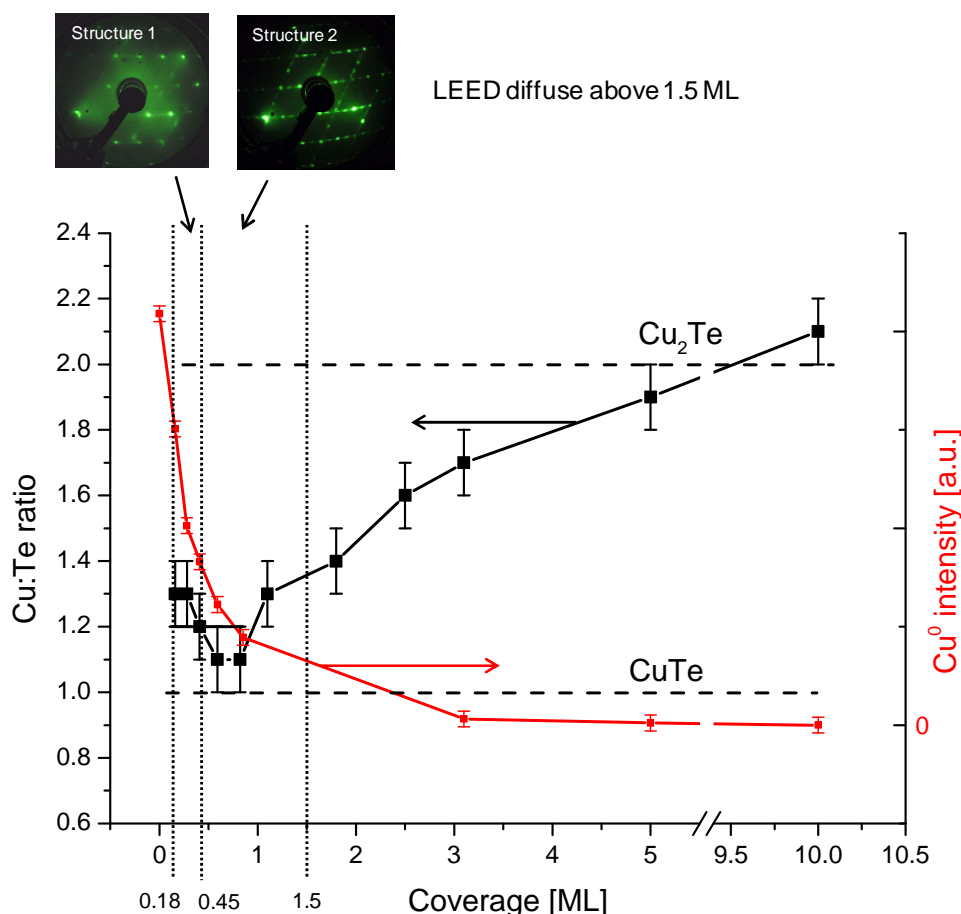 Structure 1
Structure 2
LEED diffuse above 1.5 ML
2.4
2.2
2.0
1.8
1.6
1.4
1.2
1.0
0.8
0.6
Cu:Te ratio
Cu₂Te
CuTe
0
Cu⁰ intensity [a.u.]
0 1 2 3 4 5 9.5 10.0 10.5
0.18 0.45 1.5 Coverage [ML]